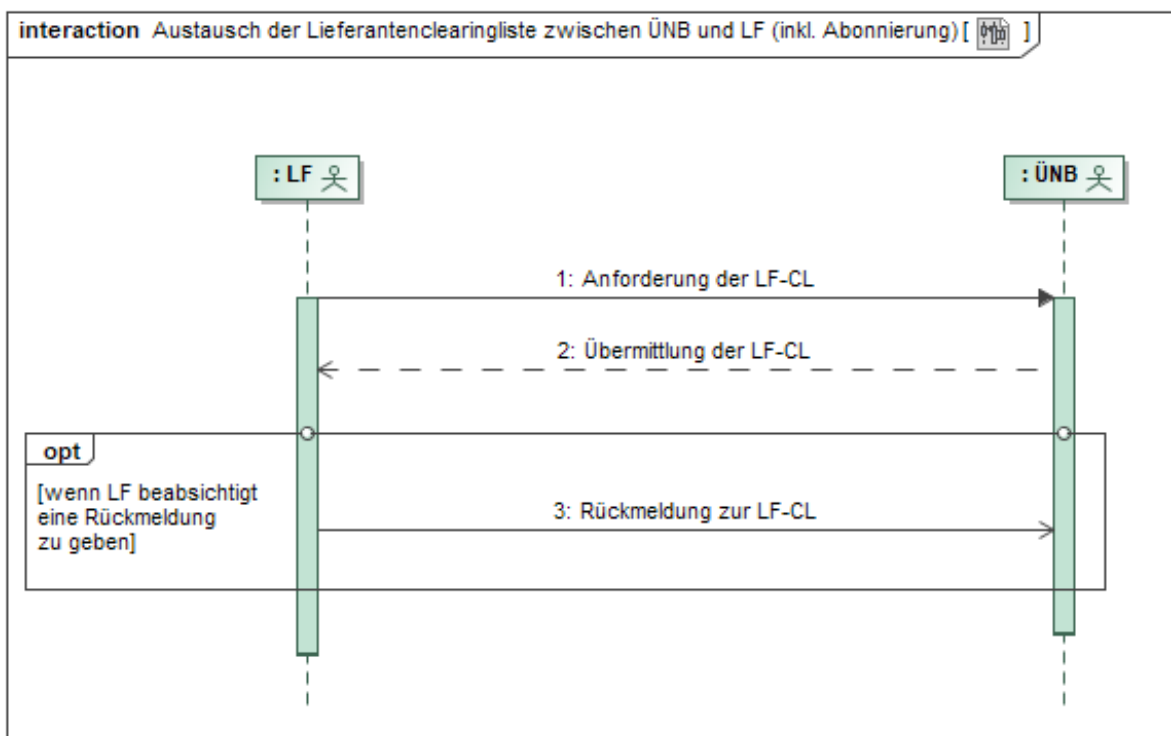 interaction Austausch der Lieferantenclearingliste zwischen ÜNB und LF (inkl. Abonnierung) [ ]
: LF
: ÜNB
1: Anforderung der LF-CL
2: Übermittlung der LF-CL
opt
[wenn LF beabsichtigt
eine Rückmeldung
zu geben]
3: Rückmeldung zur LF-CL